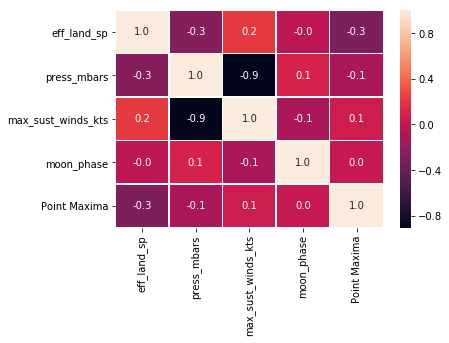 eff_land_sp 1.0 -0.3 0.2 -0.0 -0.3
press_mbars -0.3 1.0 -0.9 0.1 -0.1
max_sust_winds_kts 0.2 -0.9 1.0 -0.1 0.1
moon_phase -0.0 0.1 -0.1 1.0 0.0
Point Maxima -0.3 -0.1 0.1 0.0 1.0
eff_land_sp
press_mbars
max_sust_winds_kts
moon_phase
Point Maxima
0.8
0.4
0.0
-0.4
-0.8